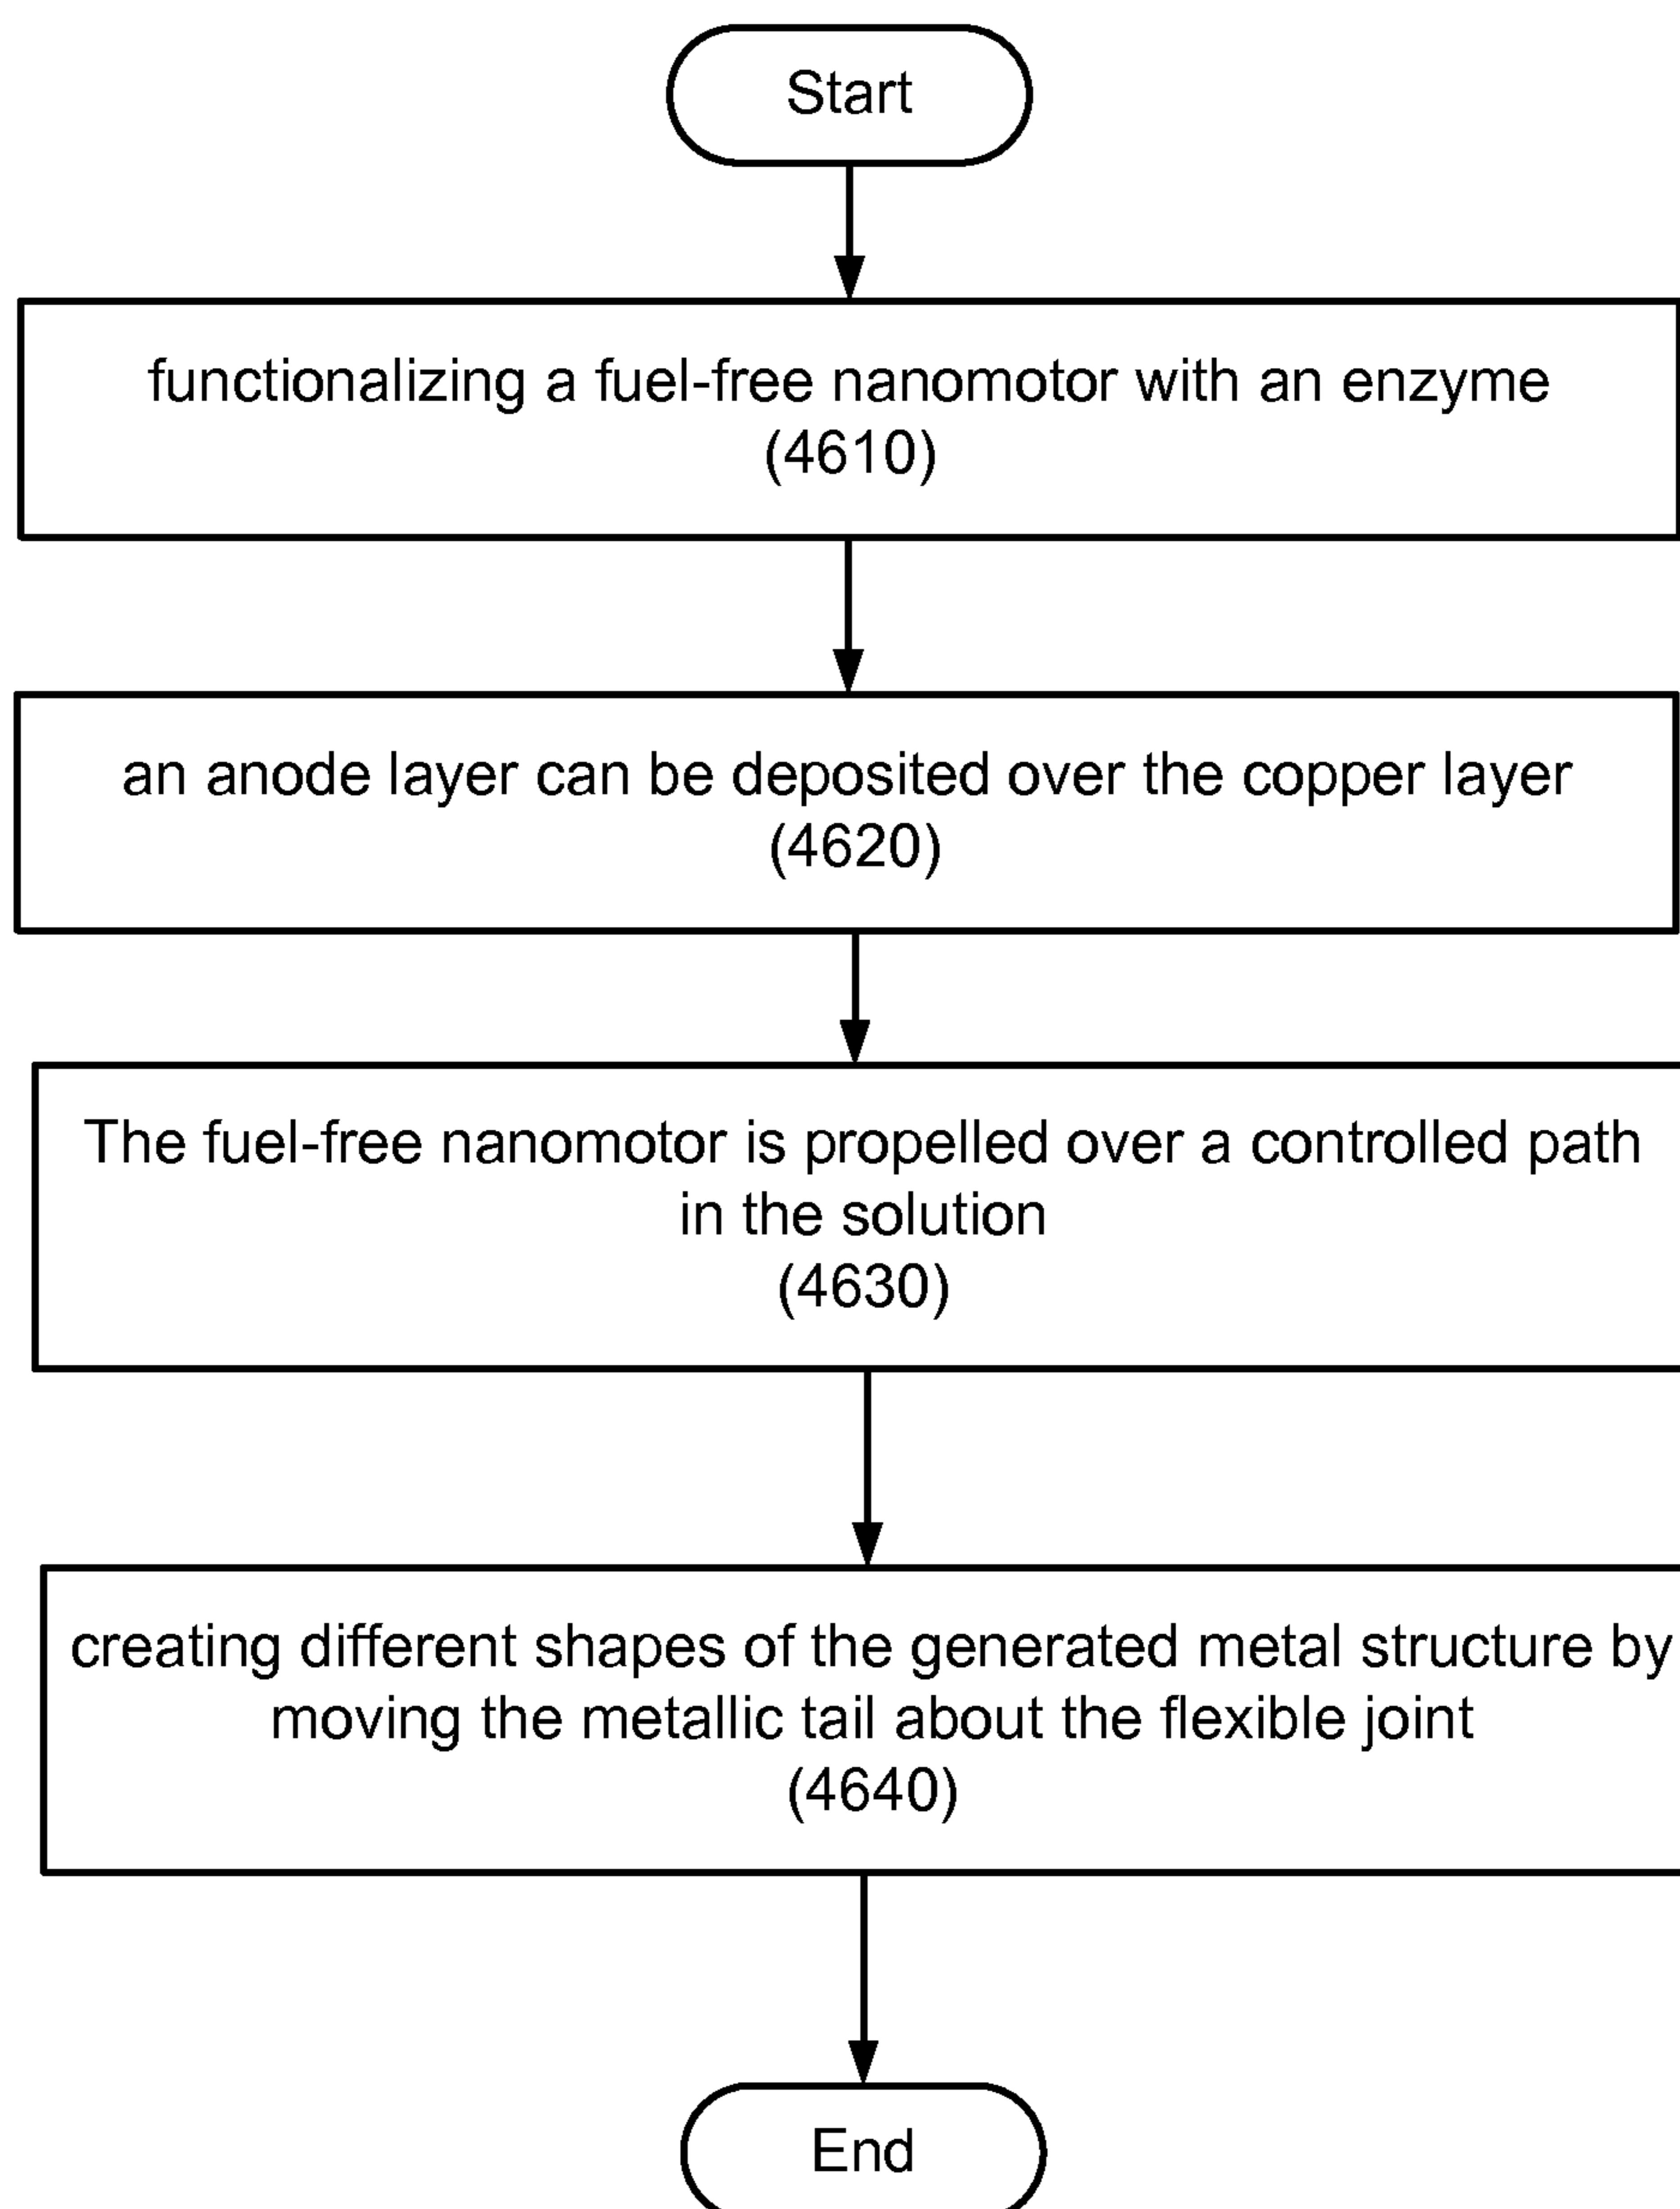 Start
functionalizing a fuel-free nanomotor with an enzyme
(4610)
an anode layer can be deposited over the copper layer
(4620)
The fuel-free nanomotor is propelled over a controlled path
in the solution
(4630)
creating different shapes of the generated metal structure by
moving the metallic tail about the flexible joint
(4640)
End